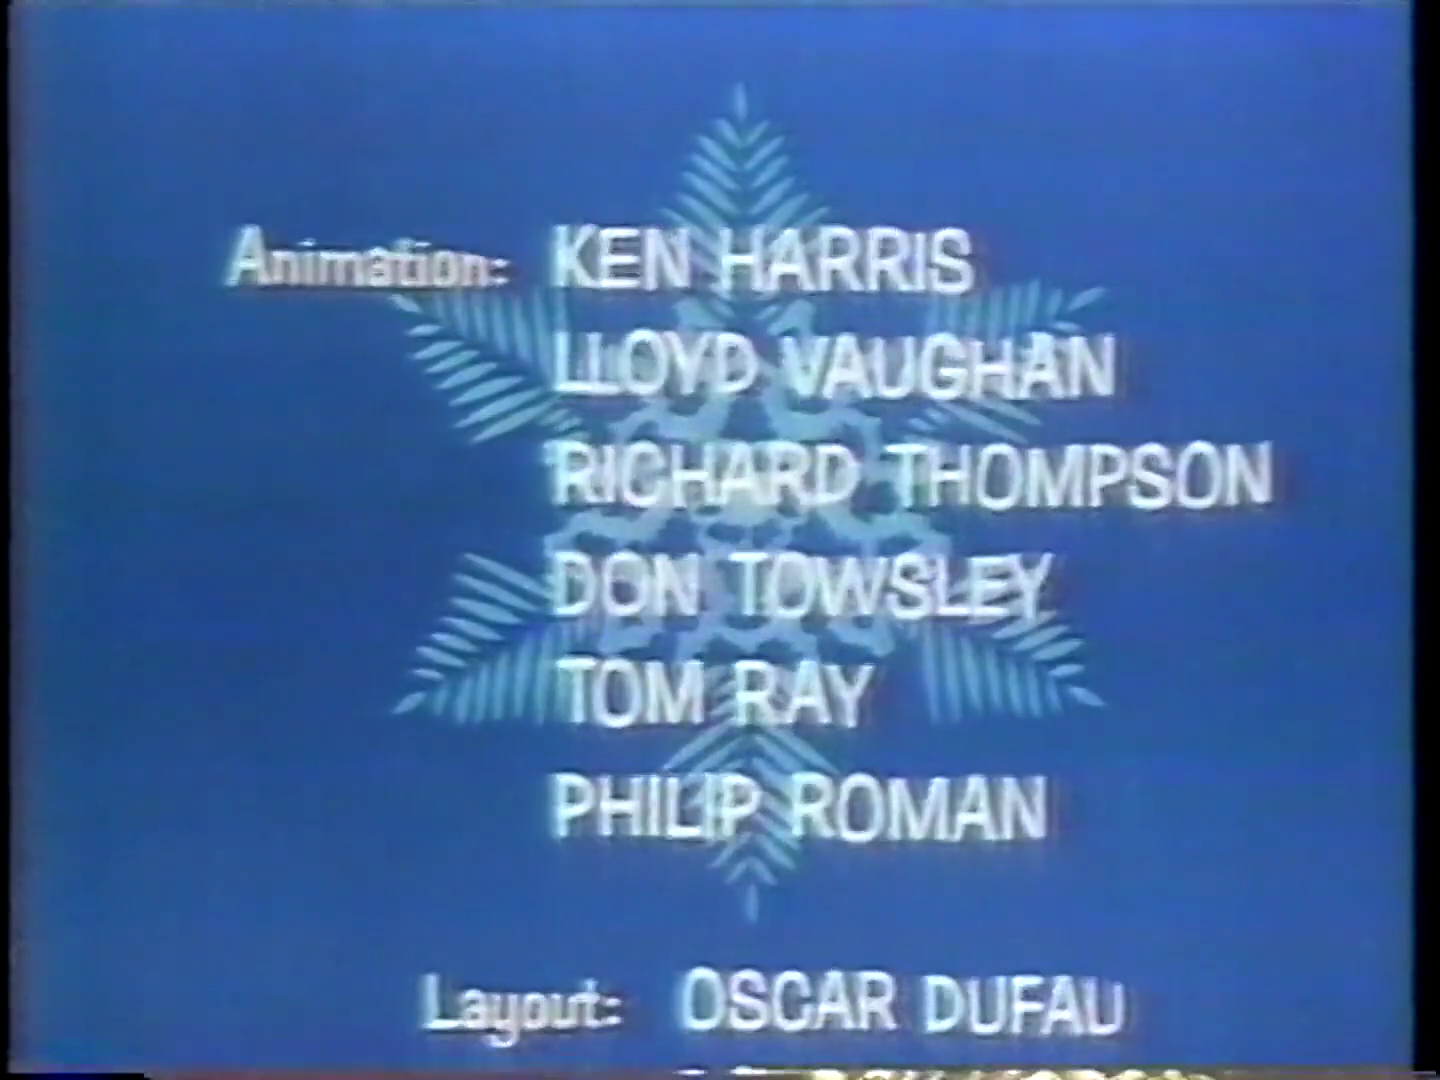 Animation: KEN HARRIS
LLOYD VAUGHAN
RICHARD THOMPSON
DON TOWSLEY
TOM RAY
PHILIP ROMAN
Layout: OSCAR DUFAU